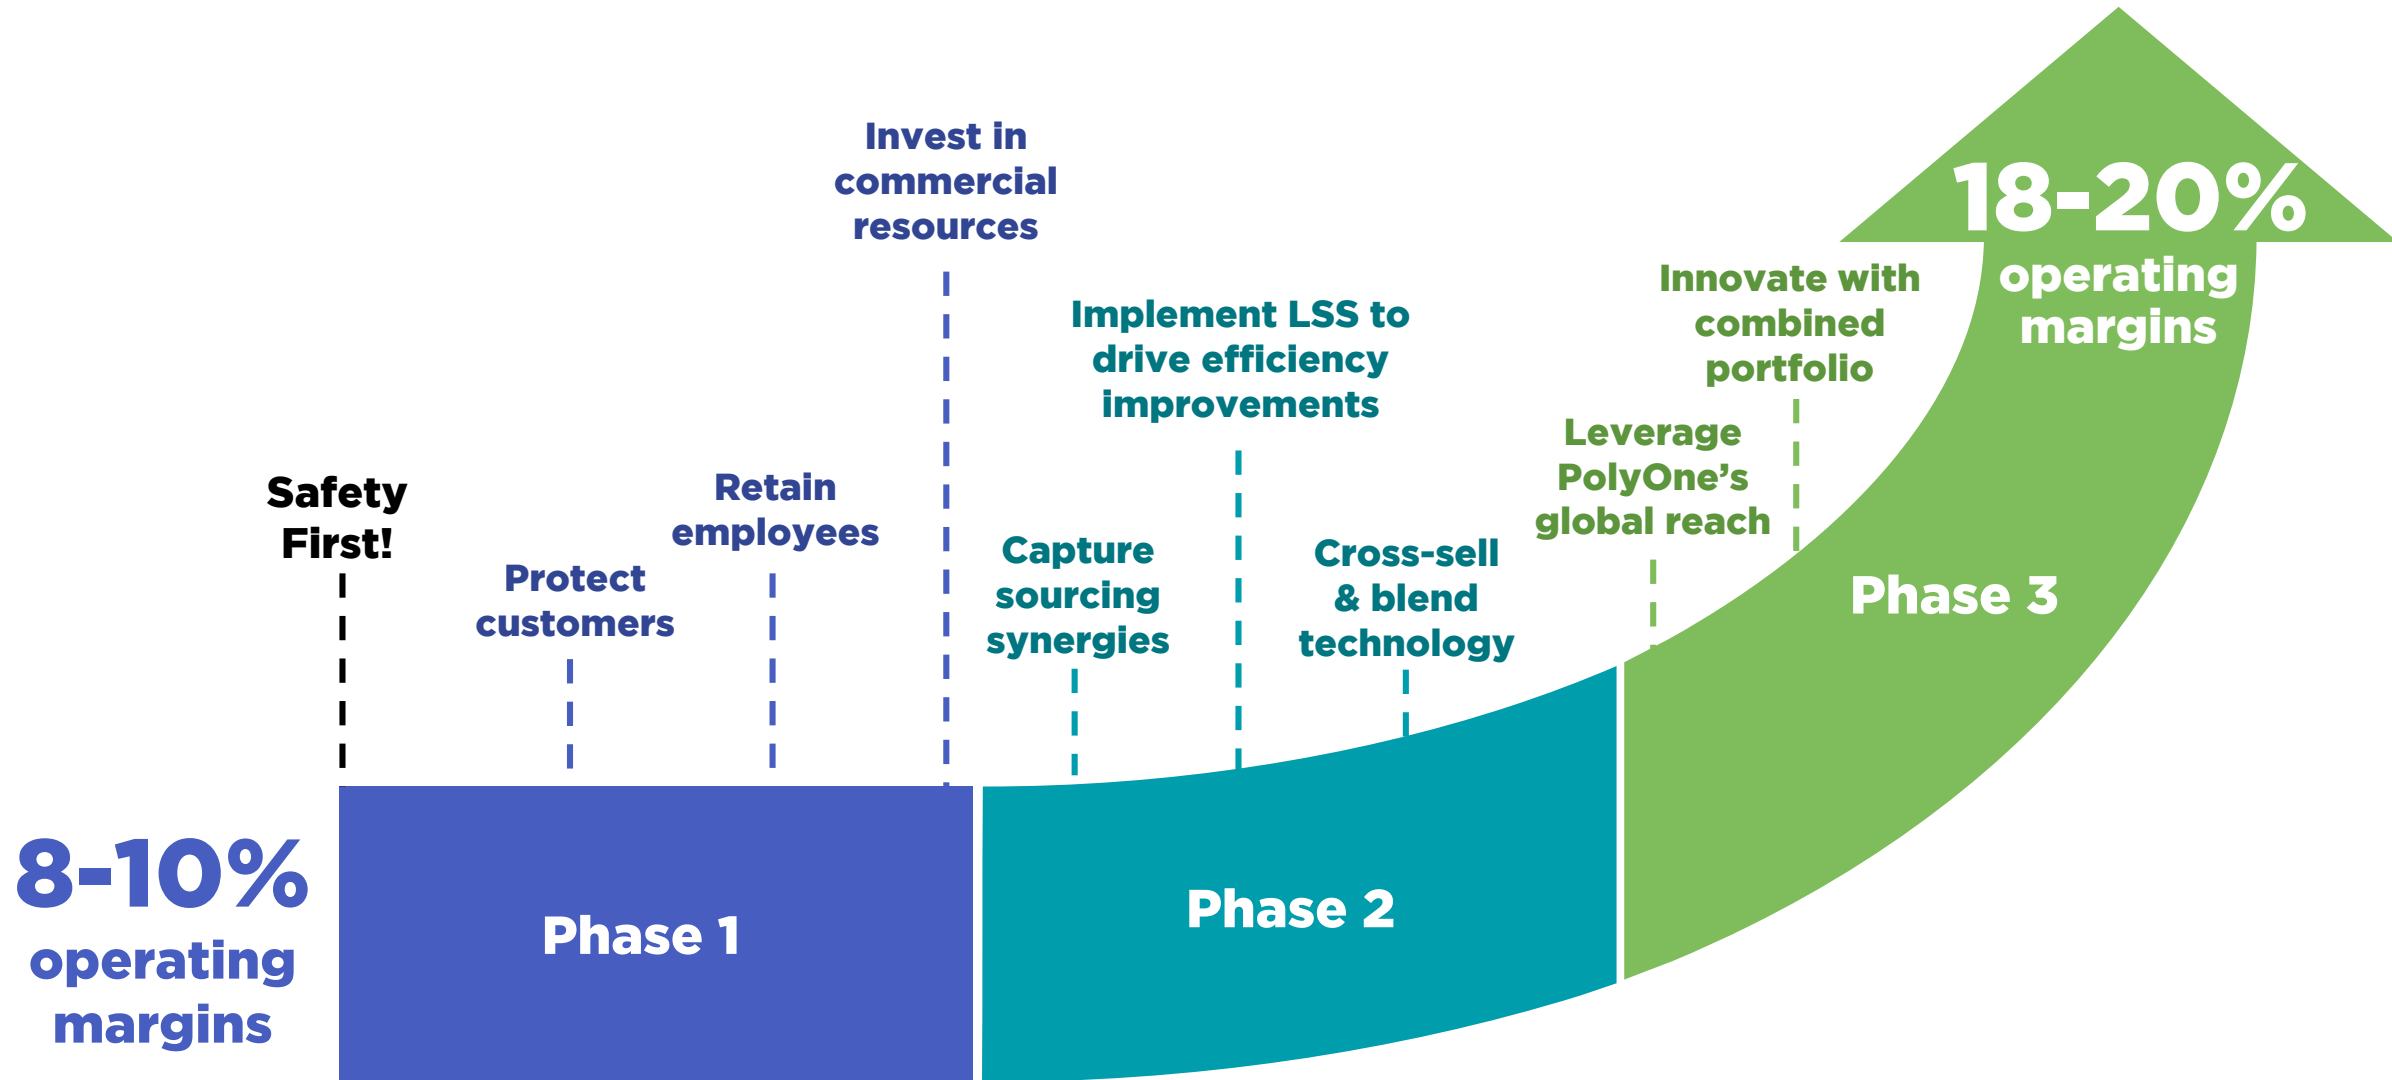 8-10%
operating
margins
Safety
First!
Protect
customers
Retain
employees
Invest in
commercial
resources
Phase 1
Capture
sourcing
synergies
Implement LSS to
drive efficiency
improvements
Cross-sell
& blend
technology
Phase 2
Leverage
PolyOne’s
global reach
Innovate with
combined
portfolio
Phase 3
18-20%
operating
margins